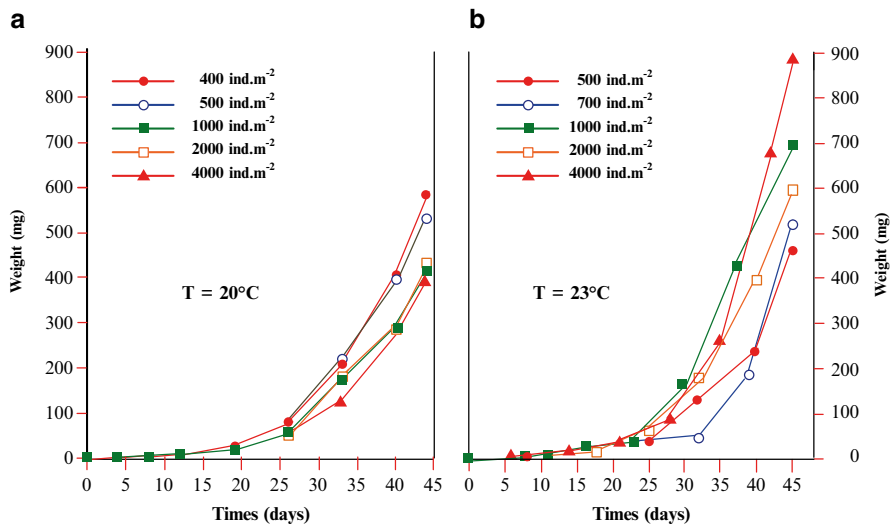 a
900
800
700
600
500
400
300
200
100
0
Weight (mg)
400 ind.m⁻²
500 ind.m⁻²
1000 ind.m⁻²
2000 ind.m⁻²
4000 ind.m⁻²
T = 20°C
0 5 10 15 20 25 30 35 40 45
Times (days)
b
500 ind.m⁻²
700 ind.m⁻²
1000 ind.m⁻²
2000 ind.m⁻²
4000 ind.m⁻²
T = 23°C
0 5 10 15 20 25 30 35 40 45
Times (days)
900
800
700
600
500
400
300
200
100
0
Weight (mg)